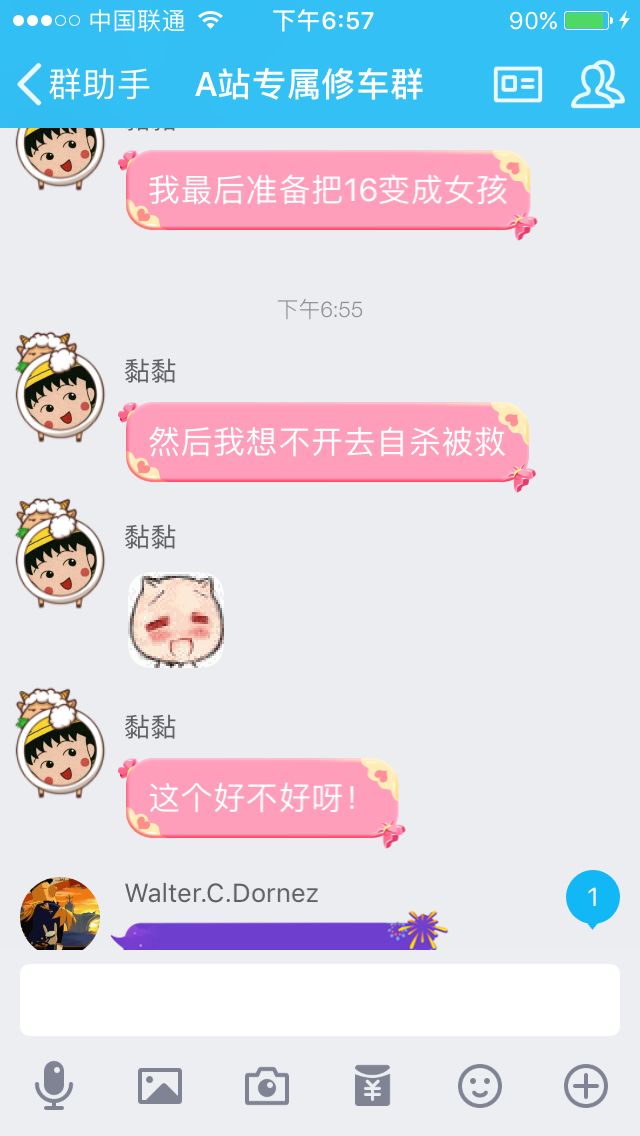 中国联通 下午6:57 90%
群助手 A站专属修车群
我最后准备把16变成女孩
下午6:55
黏黏
然后我想不开去自杀被救
黏黏
黏黏
这个好不好呀！
Walter.C.Dornez
1